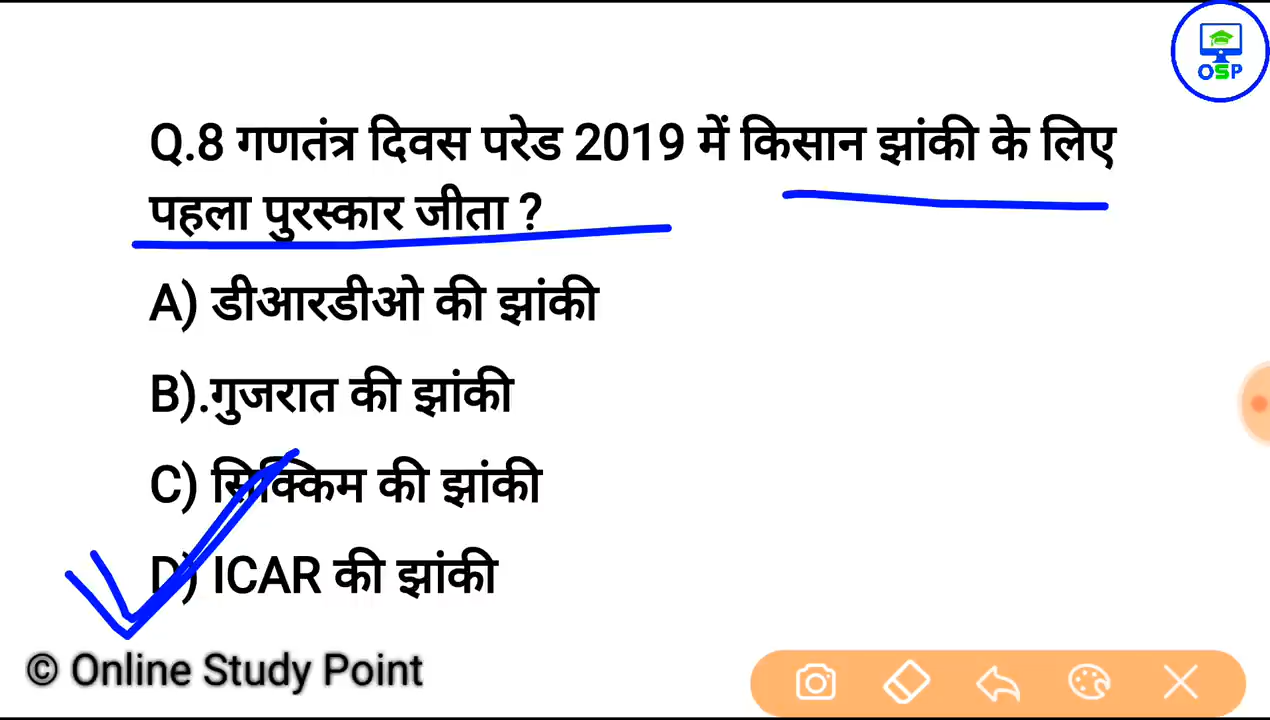 OSP
Q.8 गणतंत्र दिवस परेड 2019 में किसान झांकी के लिए
पहला पुरस्कार जीता ?
A) डीआरडीओ की झांकी
B).गुजरात की झांकी
C) सिक्किम की झांकी
D) ICAR की झांकी
© Online Study Point